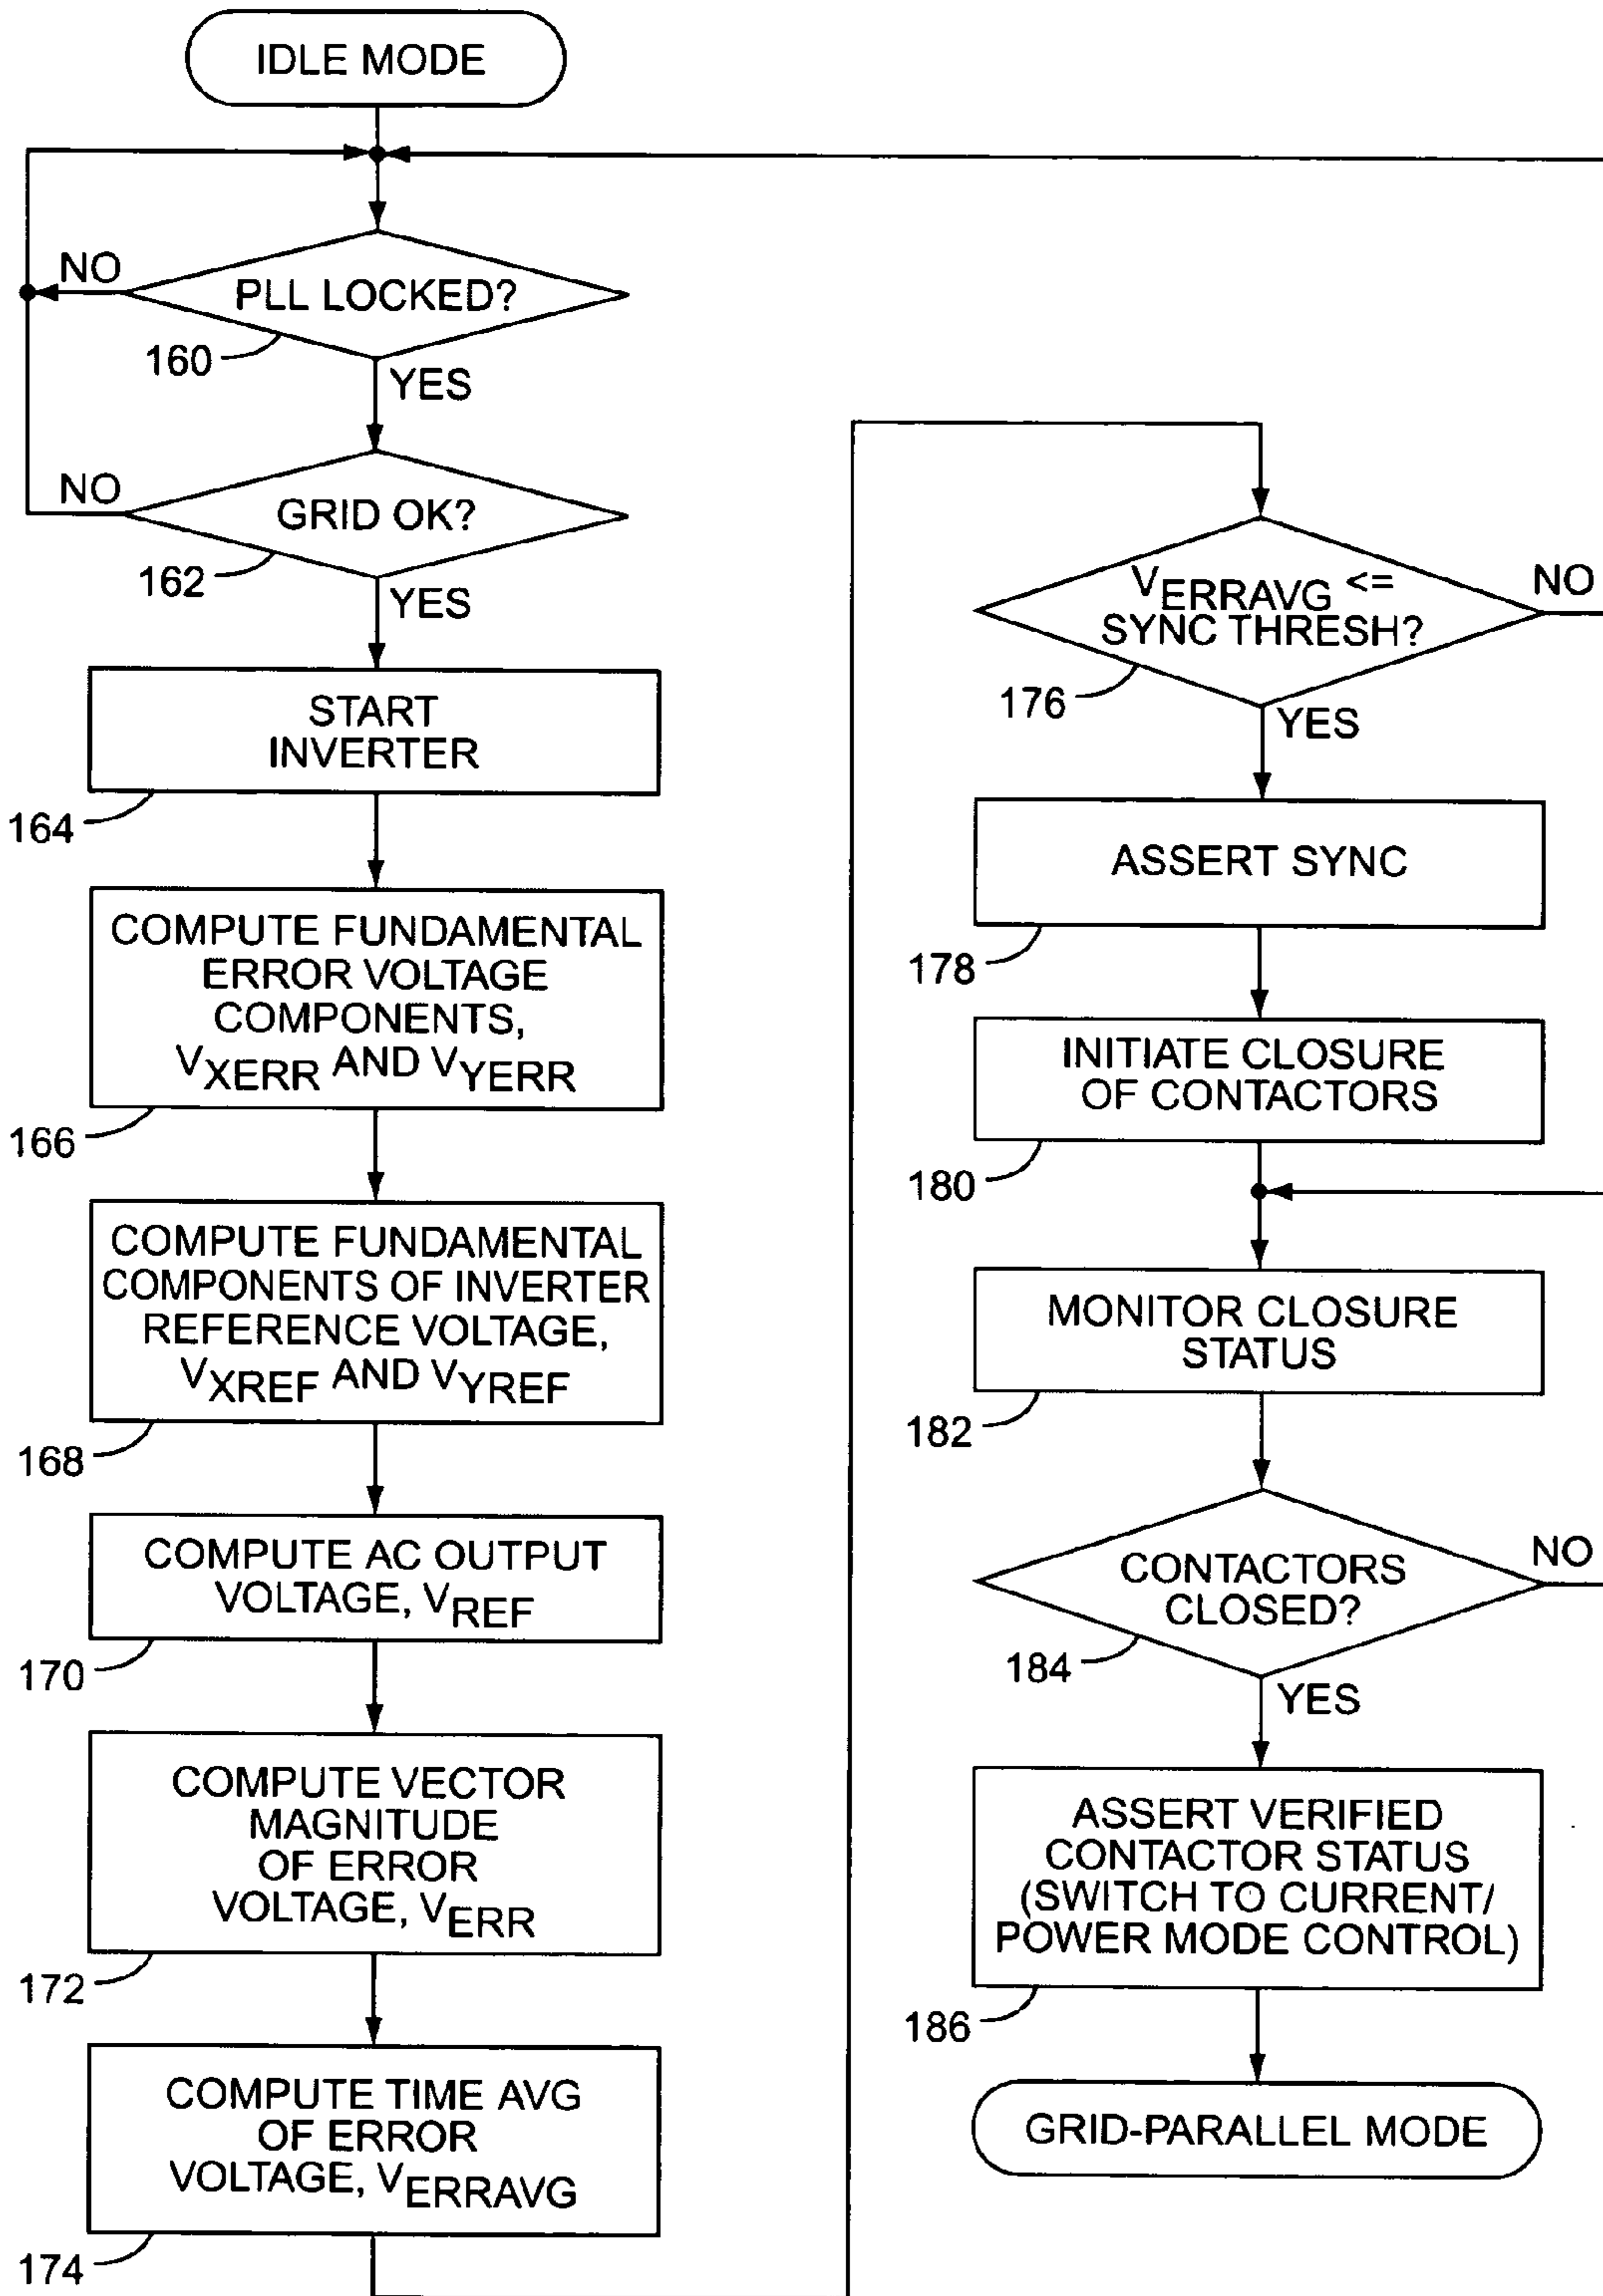 IDLE MODE
NO
PLL LOCKED?
160
YES
NO
GRID OK?
162
YES
START
INVERTER
164
COMPUTE FUNDAMENTAL
ERROR VOLTAGE
COMPONENTS,
VXERR AND VYERR
166
COMPUTE FUNDAMENTAL
COMPONENTS OF INVERTER
REFERENCE VOLTAGE,
VXREF AND VYREF
168
COMPUTE AC OUTPUT
VOLTAGE, VREF
170
COMPUTE VECTOR
MAGNITUDE
OF ERROR
VOLTAGE, VERR
172
COMPUTE TIME AVG
OF ERROR
VOLTAGE, VERRAVG
174
VERRAVG <=
SYNC THRESH?
NO
176
YES
ASSERT SYNC
178
INITIATE CLOSURE
OF CONTACTORS
180
MONITOR CLOSURE
STATUS
182
CONTACTORS
CLOSED?
NO
184
YES
ASSERT VERIFIED
CONTACTOR STATUS
(SWITCH TO CURRENT/
POWER MODE CONTROL)
186
GRID-PARALLEL MODE